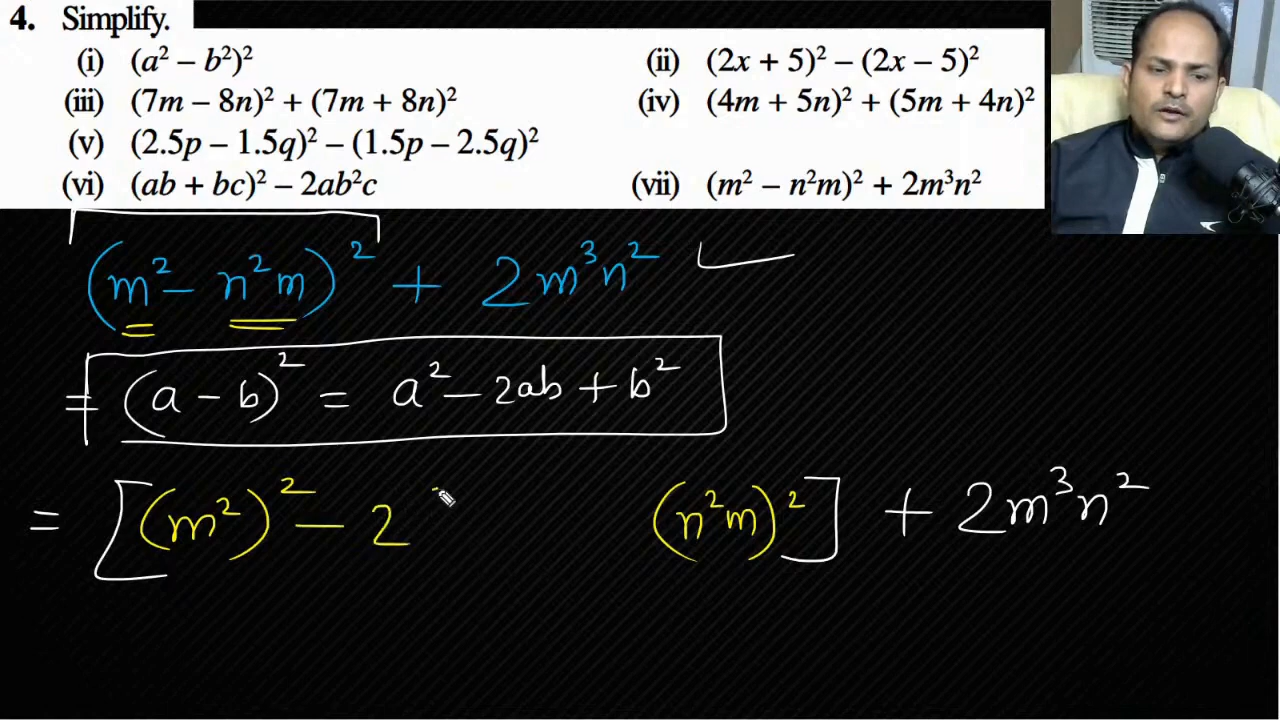 4. Simplify.
(i) (a² – b²)² (ii) (2x + 5)² – (2x – 5)²
(iii) (7m – 8n)² + (7m + 8n)² (iv) (4m + 5n)² + (5m + 4n)²
(v) (2.5p – 1.5q)² – (1.5p – 2.5q)²
(vi) (ab + bc)² – 2ab²c (vii) (m² – n²m)² + 2m³n²
(m² – n²m)² + 2m³n²
= (a – b)² = a² – 2ab + b²
= [(m²)² – 2 (n²m)²] + 2m³n²